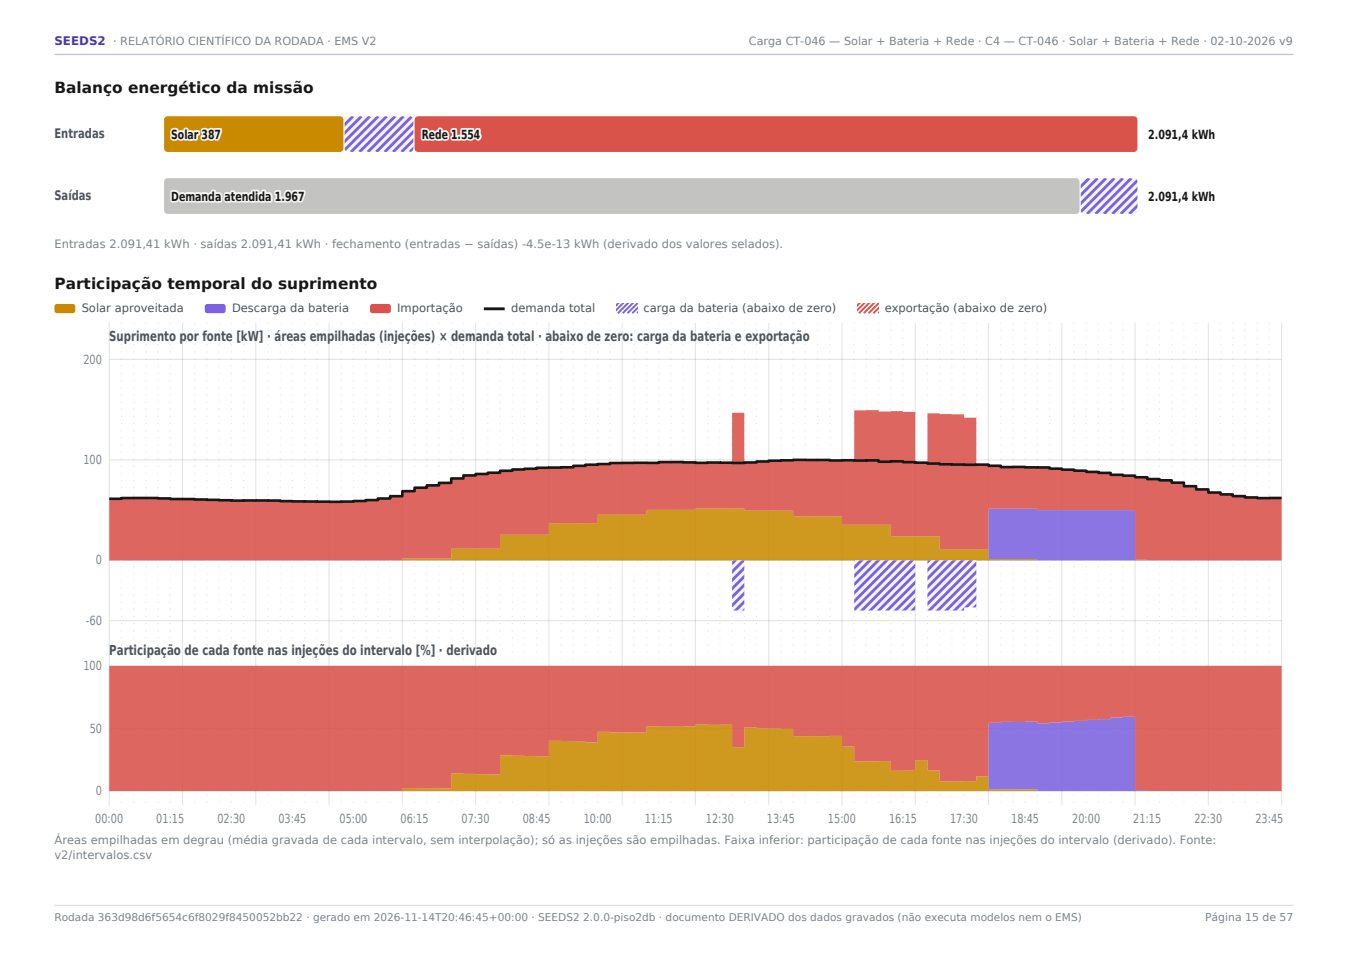 SEEDS2 · RELATÓRIO CIENTÍFICO DA RODADA · EMS V2
Carga CT-046 — Solar + Bateria + Rede · C4 — CT-046 · Solar + Bateria + Rede · 02-10-2026 v9
Balanço energético da missão
Entradas
Solar 387
Rede 1.554
2.091,4 kWh
Saídas
Demanda atendida 1.967
2.091,4 kWh
Entradas 2.091,41 kWh · saídas 2.091,41 kWh · fechamento (entradas − saídas) -4.5e-13 kWh (derivado dos valores selados).
Participação temporal do suprimento
Solar aproveitada
Descarga da bateria
Importação
demanda total
carga da bateria (abaixo de zero)
exportação (abaixo de zero)
Suprimento por fonte [kW] · áreas empilhadas (injeções) × demanda total · abaixo de zero: carga da bateria e exportação
200
100
0
-60
Participação de cada fonte nas injeções do intervalo [%] · derivado
100
50
0
00:00 01:15 02:30 03:45 05:00 06:15 07:30 08:45 10:00 11:15 12:30 13:45 15:00 16:15 17:30 18:45 20:00 21:15 22:30 23:45
Áreas empilhadas em degrau (média gravada de cada intervalo, sem interpolação); só as injeções são empilhadas. Faixa inferior: participação de cada fonte nas injeções do intervalo (derivado). Fonte:
v2/intervalos.csv
Rodada 363d98d6f5654c6f8029f8450052bb22 · gerado em 2026-11-14T20:46:45+00:00 · SEEDS2 2.0.0-piso2db · documento DERIVADO dos dados gravados (não executa modelos nem o EMS)
Página 15 de 57